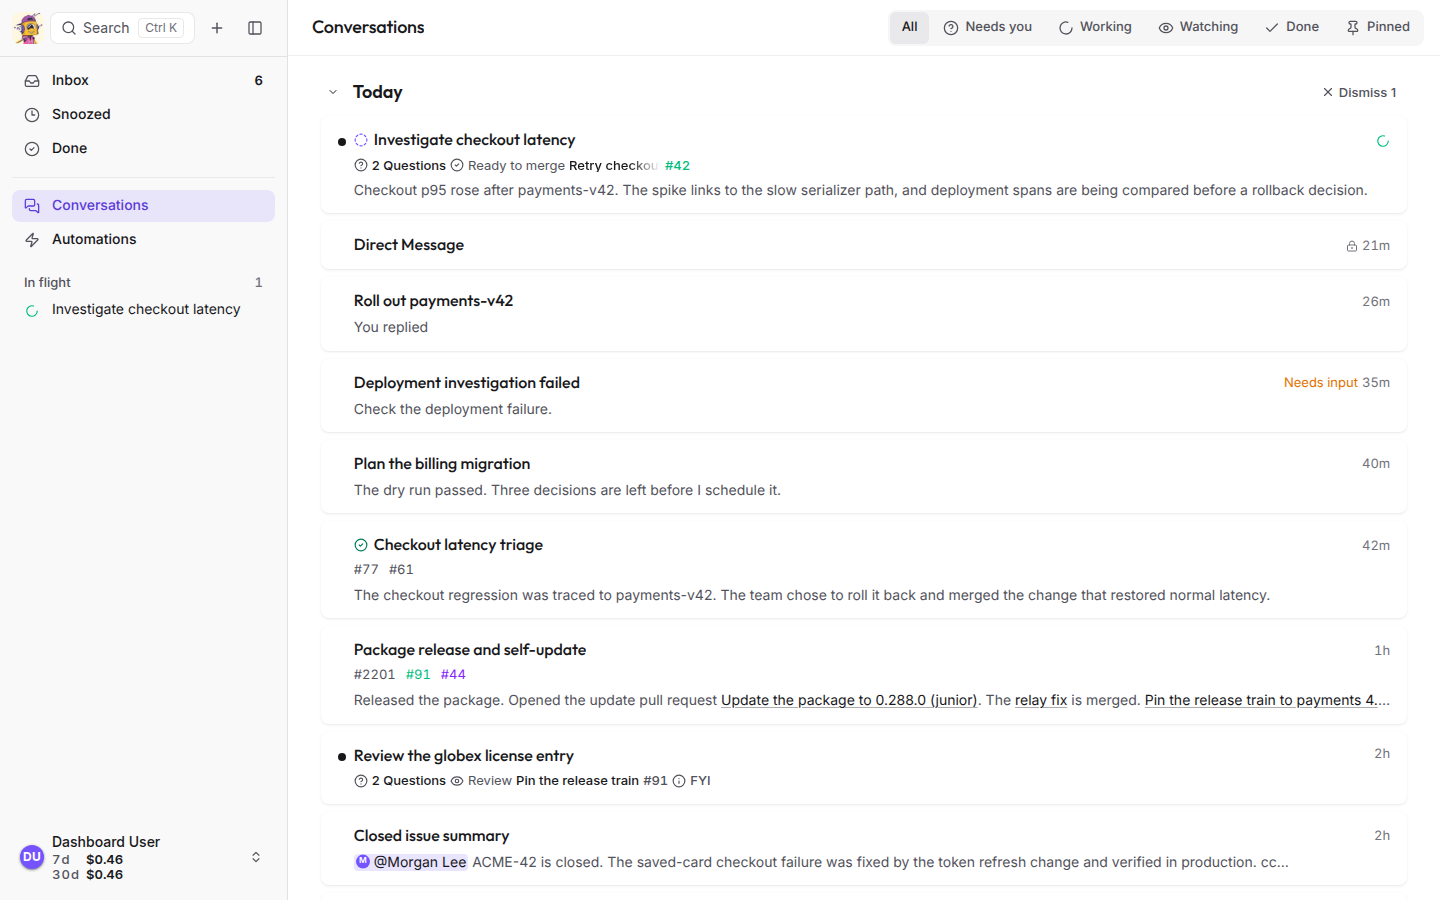 Search Ctrl K
Inbox 6
Snoozed
Done
Conversations
Automations
In flight 1
Investigate checkout latency
Dashboard User
DU
7d $0.46
30d $0.46
Conversations
All Needs you Working Watching Done Pinned
Today Dismiss 1
Investigate checkout latency
2 Questions Ready to merge Retry checkou #42
Checkout p95 rose after payments-v42. The spike links to the slow serializer path, and deployment spans are being compared before a rollback decision.
Direct Message 21m
Roll out payments-v42 26m
You replied
Deployment investigation failed Needs input 35m
Check the deployment failure.
Plan the billing migration 40m
The dry run passed. Three decisions are left before I schedule it.
Checkout latency triage 42m
#77 #61
The checkout regression was traced to payments-v42. The team chose to roll it back and merged the change that restored normal latency.
Package release and self-update 1h
#2201 #91 #44
Released the package. Opened the update pull request Update the package to 0.288.0 (junior). The relay fix is merged. Pin the release train to payments 4....
Review the globex license entry 2h
2 Questions Review Pin the release train #91 FYI
Closed issue summary 2h
M @Morgan Lee ACME-42 is closed. The saved-card checkout failure was fixed by the token refresh change and verified in production. cc...